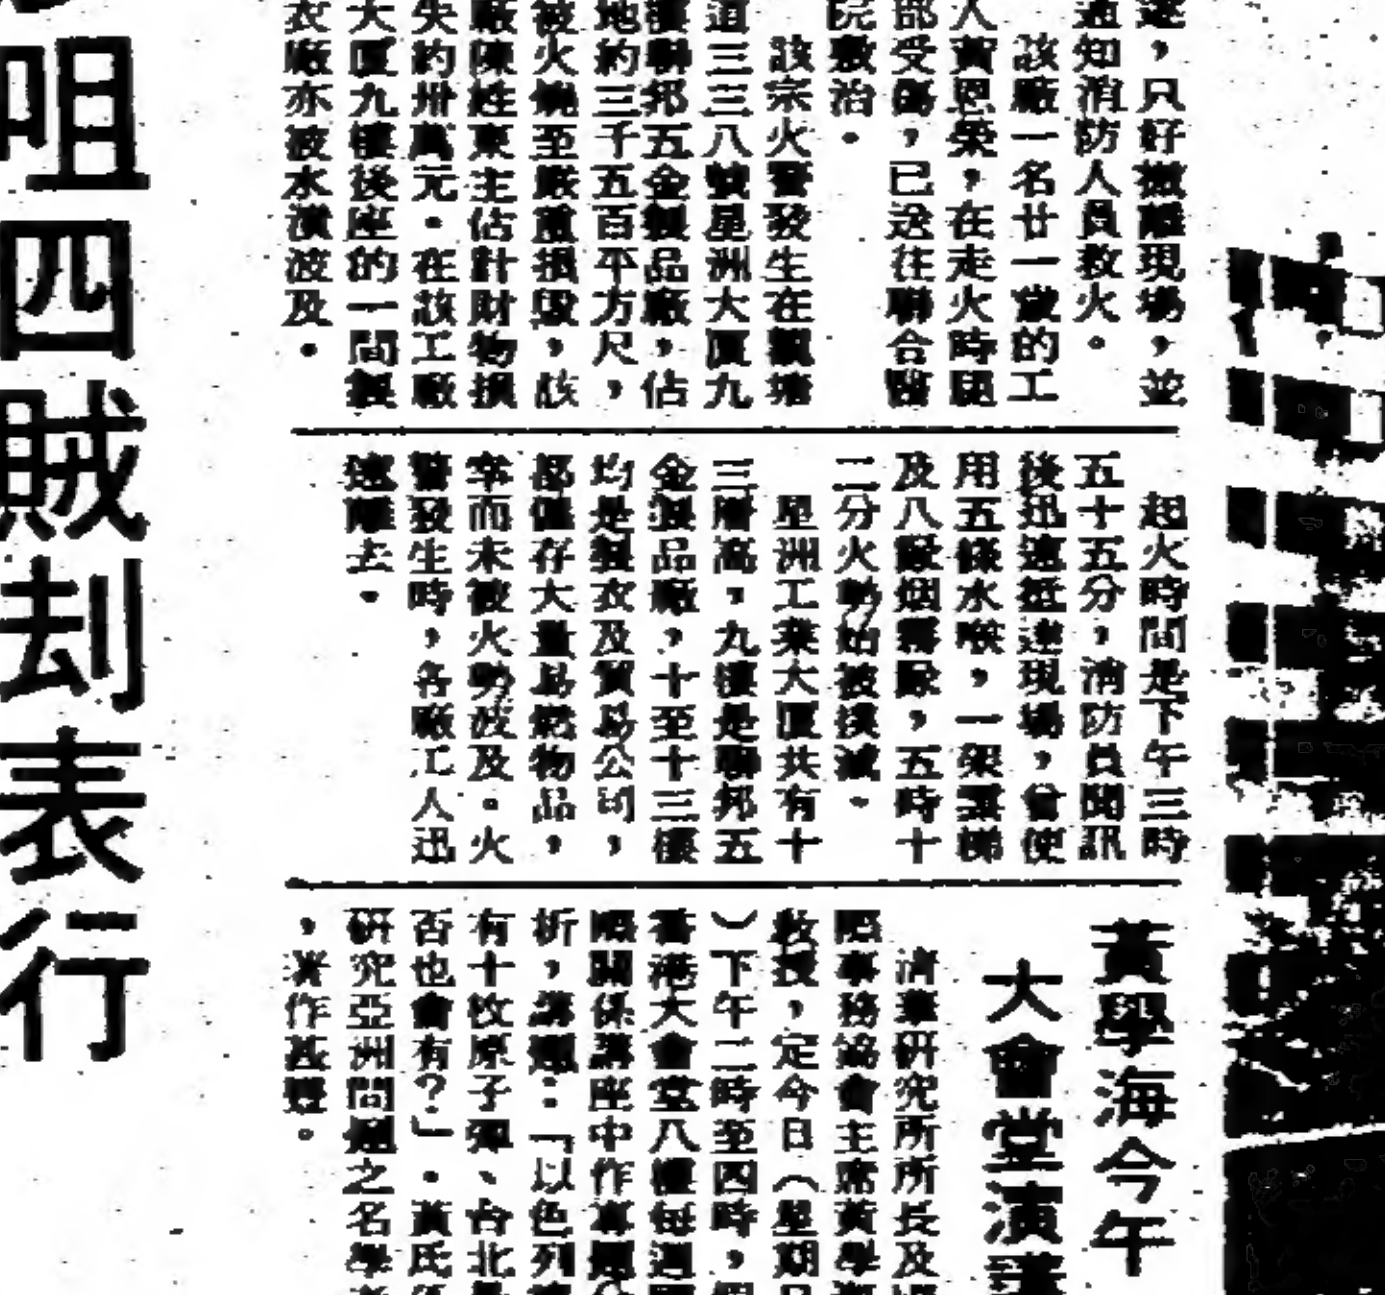 遂，只好撤離現場，並
通知消防人員救火。
該廠一名廿一歲的工
人黃恩榮，在走火時腿
部受傷，已送往聯合醫
院敷治。
該宗火警發生在觀塘
道三三八號星洲大廈九
樓聯邦五金製品廠，佔
地約三千五百平方尺，
被火燒至嚴重損毀，該
廠陳姓東主估計財物損
失約卅萬元。在該工廠
大廈九樓後座的一間製
衣廠亦被水漬波及。
起火時間是下午三時
五十五分，消防員聞訊
後迅速抵達現場，曾使
用五條水喉，一架雲梯
及八隊烟霧隊，五時十
二分火勢始被撲滅。
星洲工業大廈共有十
三層高，九樓是聯邦五
金製品廠，十至十三樓
均是製衣及貿易公司，
都儲存大量易燃物品，
幸而未被火勢波及。火
警發生時，各廠工人迅
速離去。
黃學海今午
大會堂演講
清華研究所所長及
事務協會主席黃學
教授，定今日（星期
）下午二時至四時，
香港大會堂八樓每週
關係講座中作專題
折，講題：「以色列
有十枚原子彈、台北
否也會有？」。黃氏
研究亞洲問題之名學
，著作甚豐。
咀四賊刦表行